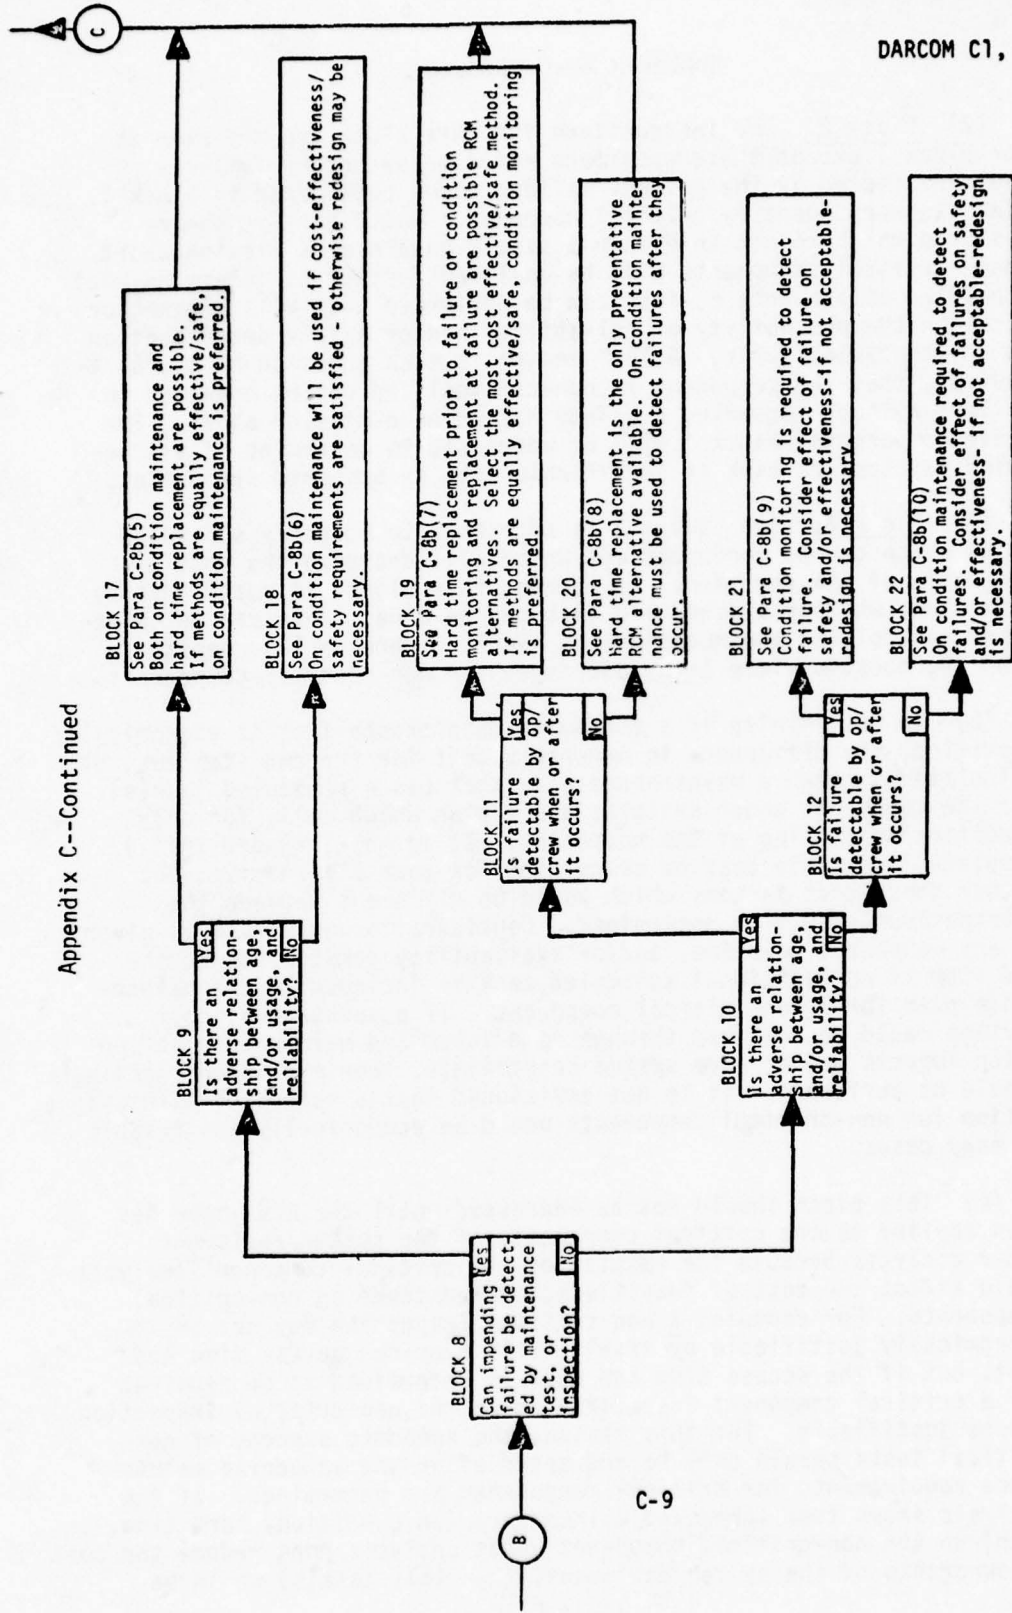 DARCOM C1,
Appendix C--Continued
B
BLOCK 8
Can impending
failure be detect-
ed by maintenance
test, or
inspection?
Yes
No
BLOCK 9
Is there an
adverse relation-
ship between age,
and/or usage, and
reliability?
Yes
No
BLOCK 10
Is there an
adverse relation-
ship between age,
and/or usage, and
reliability?
Yes
No
BLOCK 11
Is failure
detectable by op/
crew when or after
it occurs?
Yes
No
BLOCK 12
Is failure
detectable by op/
crew when or after
it occurs?
Yes
No
BLOCK 17
See Para C-8b(5)
Both on condition maintenance and
hard time replacement are possible.
If methods are equally effective/safe,
on condition maintenance is preferred.
BLOCK 18
See Para C-8b(6)
On condition maintenance will be used if cost-effectiveness/
safety requirements are satisfied - otherwise redesign may be
necessary.
BLOCK 19
See Para C-8b(7)
Hard time replacement prior to failure or condition
monitoring and replacement at failure are possible RCM
alternatives. Select the most cost effective/safe method.
If methods are equally effective/safe, condition monitoring
is preferred.
BLOCK 20
See Para C-8b(8)
Hard time replacement is the only preventative
RCM alternative available. On condition mainte-
nance must be used to detect failures after they
occur.
BLOCK 21
See Para C-8b(9)
Condition monitoring is required to detect
failure. Consider effect of failure on
safety and/or effectiveness-if not acceptable-
redesign is necessary.
BLOCK 22
See Para C-8b(10)
On condition maintenance required to detect
failures. Consider effect of failures on safety
and/or effectiveness- if not acceptable-redesign
is necessary.
C
C-9